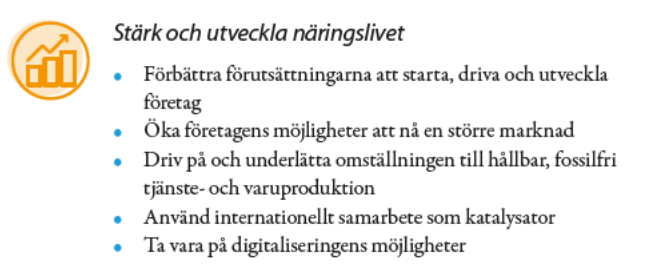 Stärk och utveckla näringslivet
• Förbättra förutsättningarna att starta, driva och utveckla
företag
• Öka företagens möjligheter att nå en större marknad
• Driv på och underlätta omställningen till hållbar, fossilfri
tjänste- och varuproduktion
• Använd internationellt samarbete som katalysator
• Ta vara på digitaliseringens möjligheter